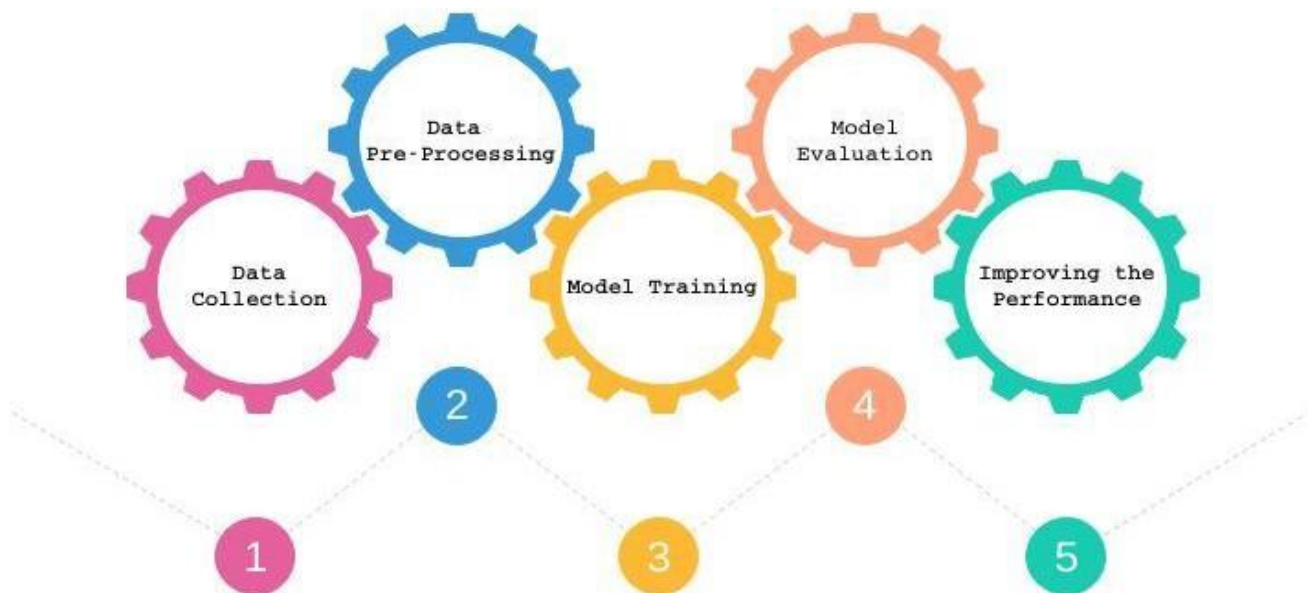 Data
Collection
1
Data
Pre-Processing
2
Model Training
3
Model
Evaluation
4
Improving the
Performance
5